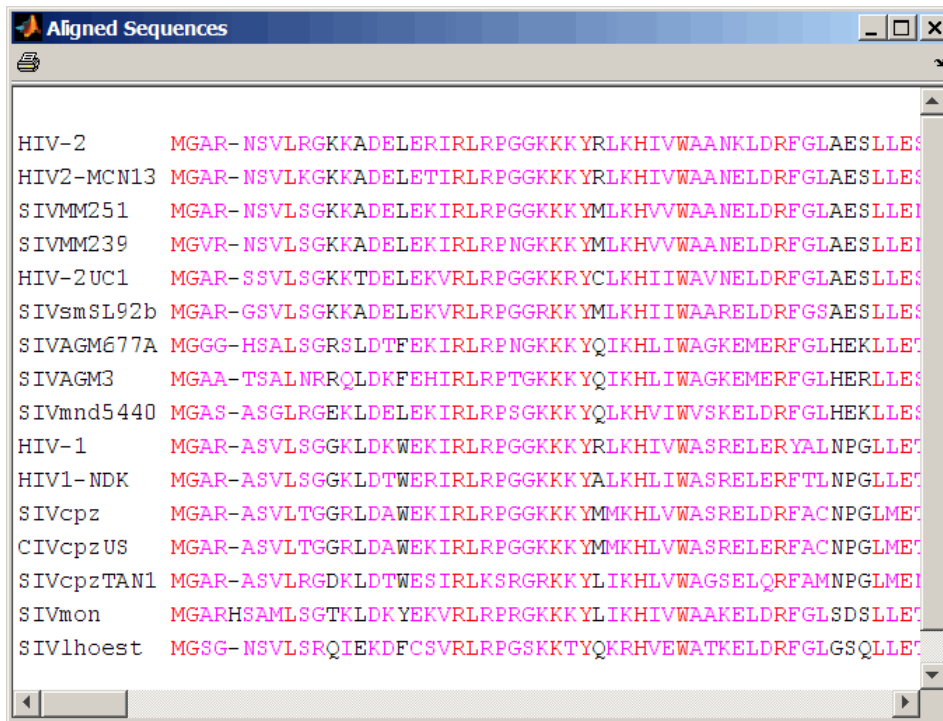 Aligned Sequences
HIV-2 MGAR-NSVLRGKKADELERIRLRPGGKKKYRLKHIVWAANKLDRFGLAESLLES
HIV2-MCN13 MGAR-NSVLKGKKADELETIRLRPGGKKKYRLKHIVWAANELDRFGLAESLLES
SIVMM251 MGAR-NSVLSGKKADELEKIRLRPGGKKKYMLKHVVWAANELDRFGLAESLLEN
SIVMM239 MGVR-NSVLSGKKADELEKIRLRPNGKKKYMLKHVVWAANELDRFGLAESLLEN
HIV-2UC1 MGAR-SSVLSGKKTDELEKVRLRPGGKKRYCLKHIIWAVNELDRFGLAESLLES
SIVsmSL92b MGAR-GSVLSGKKADELEKVRLRPGGRKKYMLKHIIWAARELDRFGSAESLLES
SIVAGM677A MGGG-HSALSGRSLDTFEKIRLRPNGKKKYQIKHLIWAGKEMERFGLHEKLLET
SIVAGM3 MGAA-TSALNRRQLDKFEHIRLRPTGKKKYQIKHLIWAGKEMERFGLHERLLES
SIVmnd5440 MGAS-ASGLRGEKLDELEKIRLRPSGKKKYQLKHVIWVSKELDRFGLHEKLLES
HIV-1 MGAR-ASVLSGGKLDKWEKIRLRPGGKKKYRLKHIVWASRELERYALNPGLLET
HIV1-NDK MGAR-ASVLSGGKLDTWERIRLRPGGKKKYALKHLIWASRELERFTLNPGLLET
SIVcpz MGAR-ASVLTGGRLDAWEKIRLRPGGKKKYMMKHLVWASRELDRFACNPGLMET
CIVcpzUS MGAR-ASVLTGGRLDAWEKIRLRPGGKKKYMMKHLVWASRELERFACNPGLMET
SIVcpzTAN1 MGAR-ASVLRGDKLDTWESIRLKSRGRKKYLIKHLVWAGSELQRFAMNPGLMEN
SIVmon MGARHSAMLSGTKLDKYEKVRLRPRGKKKYLIKHIVWAAKELDRFGLSDSLLET
SIVlhoest MGSG-NSVLSRQIEKDFCSVRLRPGSKKTYQKRHVEWATKELDRFGLGSQLLET